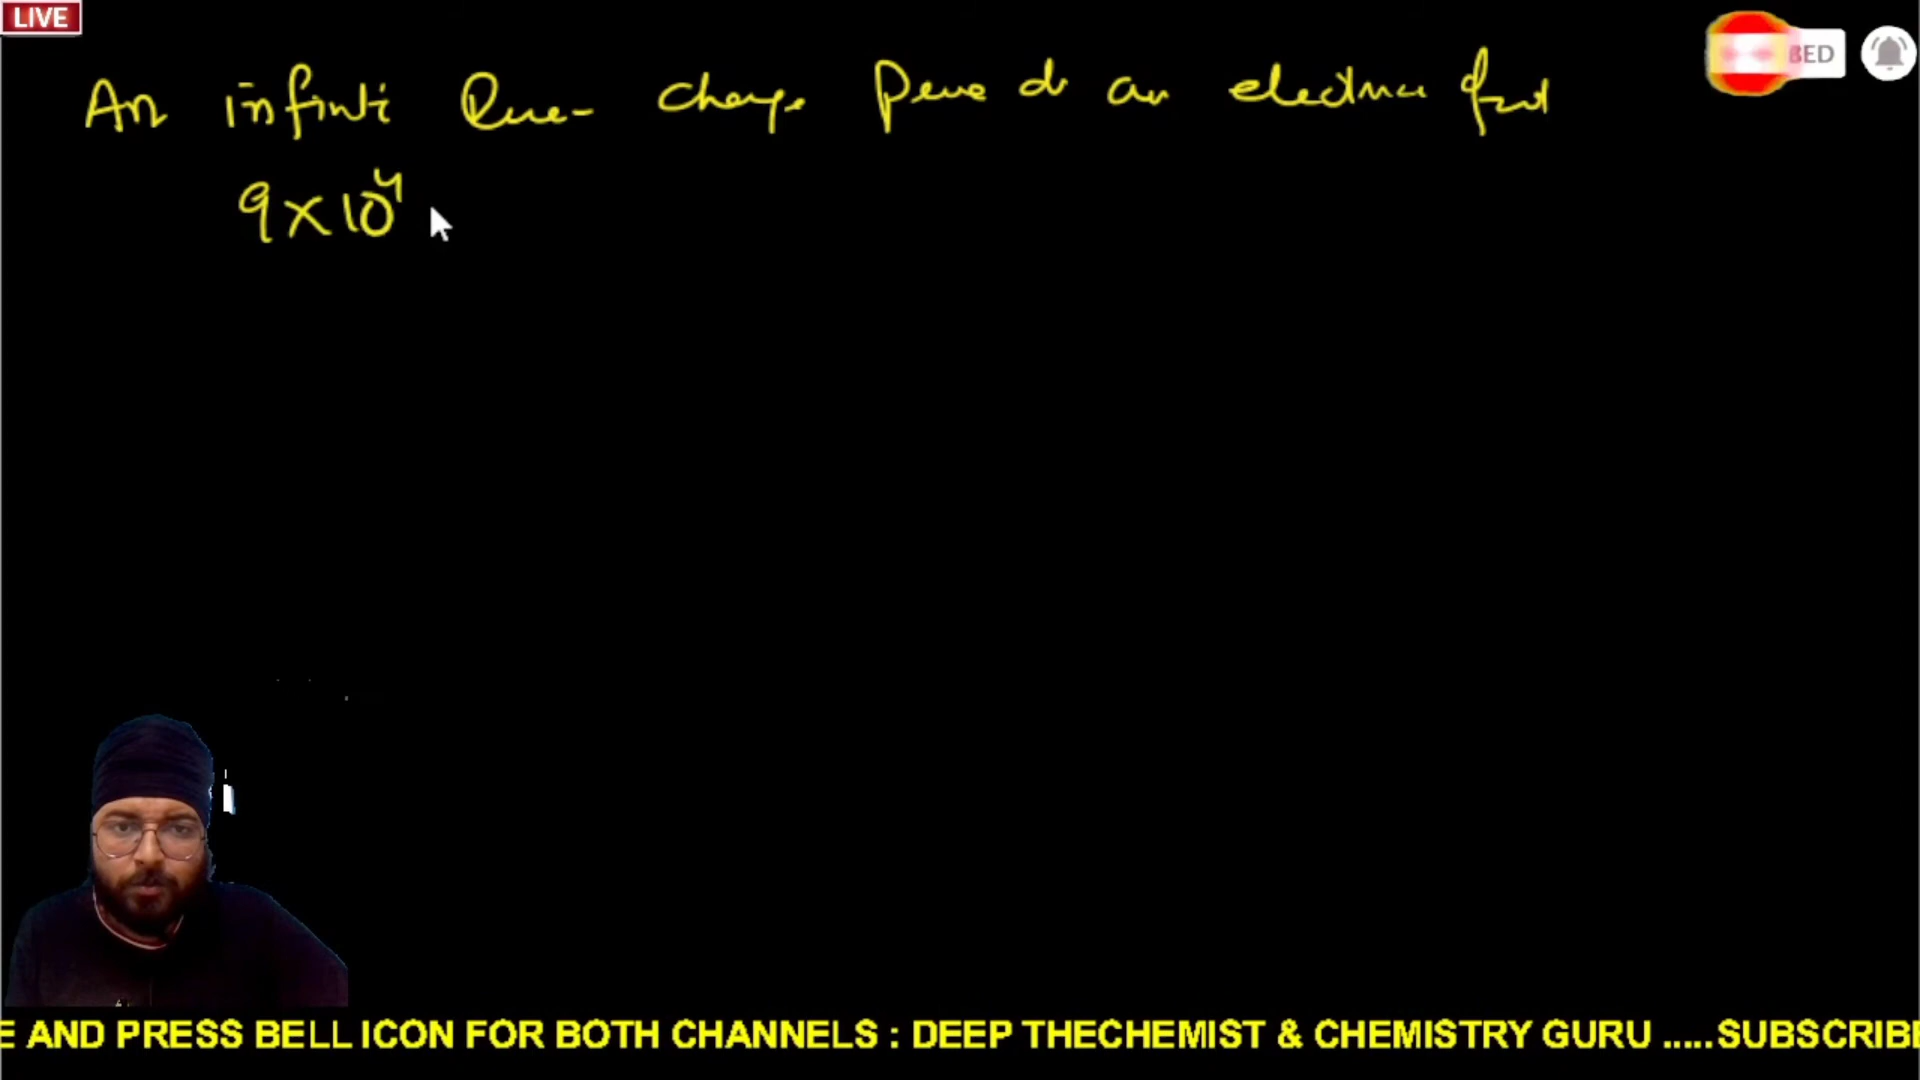 LIVE
An infinite line charge produces an electric field
BED
9×10⁴
E AND PRESS BELL ICON FOR BOTH CHANNELS : DEEP THECHEMIST & CHEMISTRY GURU .....SUBSCRIBE